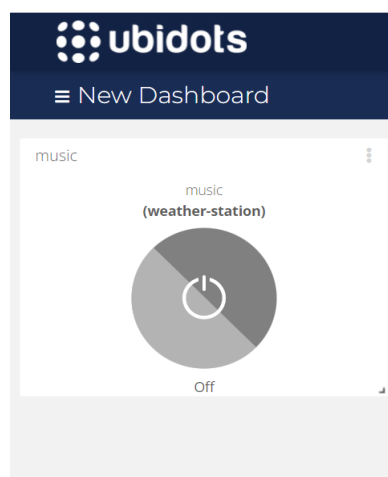 ubidots
New Dashboard
music
music
(weather-station)
Off